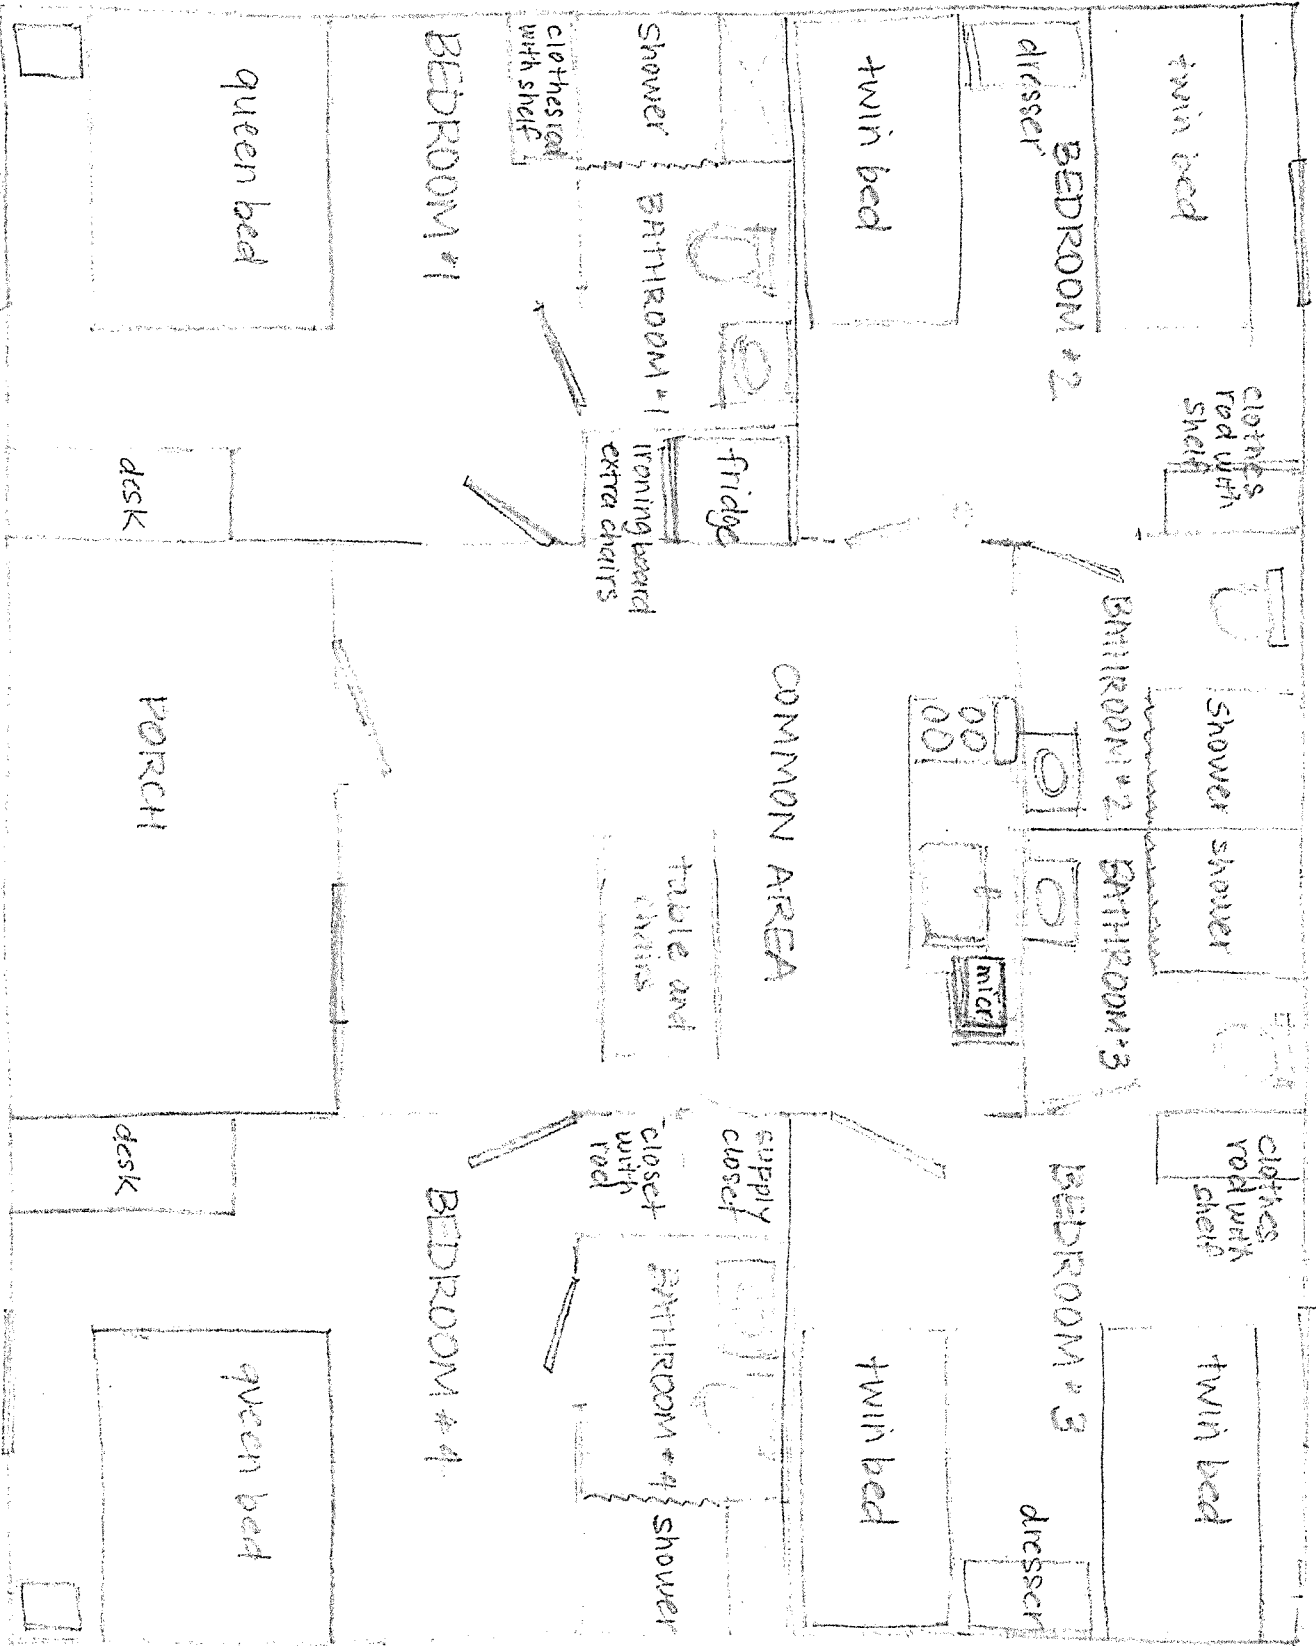 twin bed
clothes
rod with
shelf
shower
shower
clothes
rod with
shelf
twin bed
BATHROOM #2
BATHROOM #3
BEDROOM #2
BEDROOM #3
dresser
dresser
micr
twin bed
twin bed
COMMON AREA
fridge
supply
closet
table and
chairs
shower
BATHROOM #1
ironing board
extra chairs
closet
with
rod
BATHROOM #4
shower
clothes rod
with shelf
BEDROOM #1
BEDROOM #4
queen bed
queen bed
desk
PORCH
desk